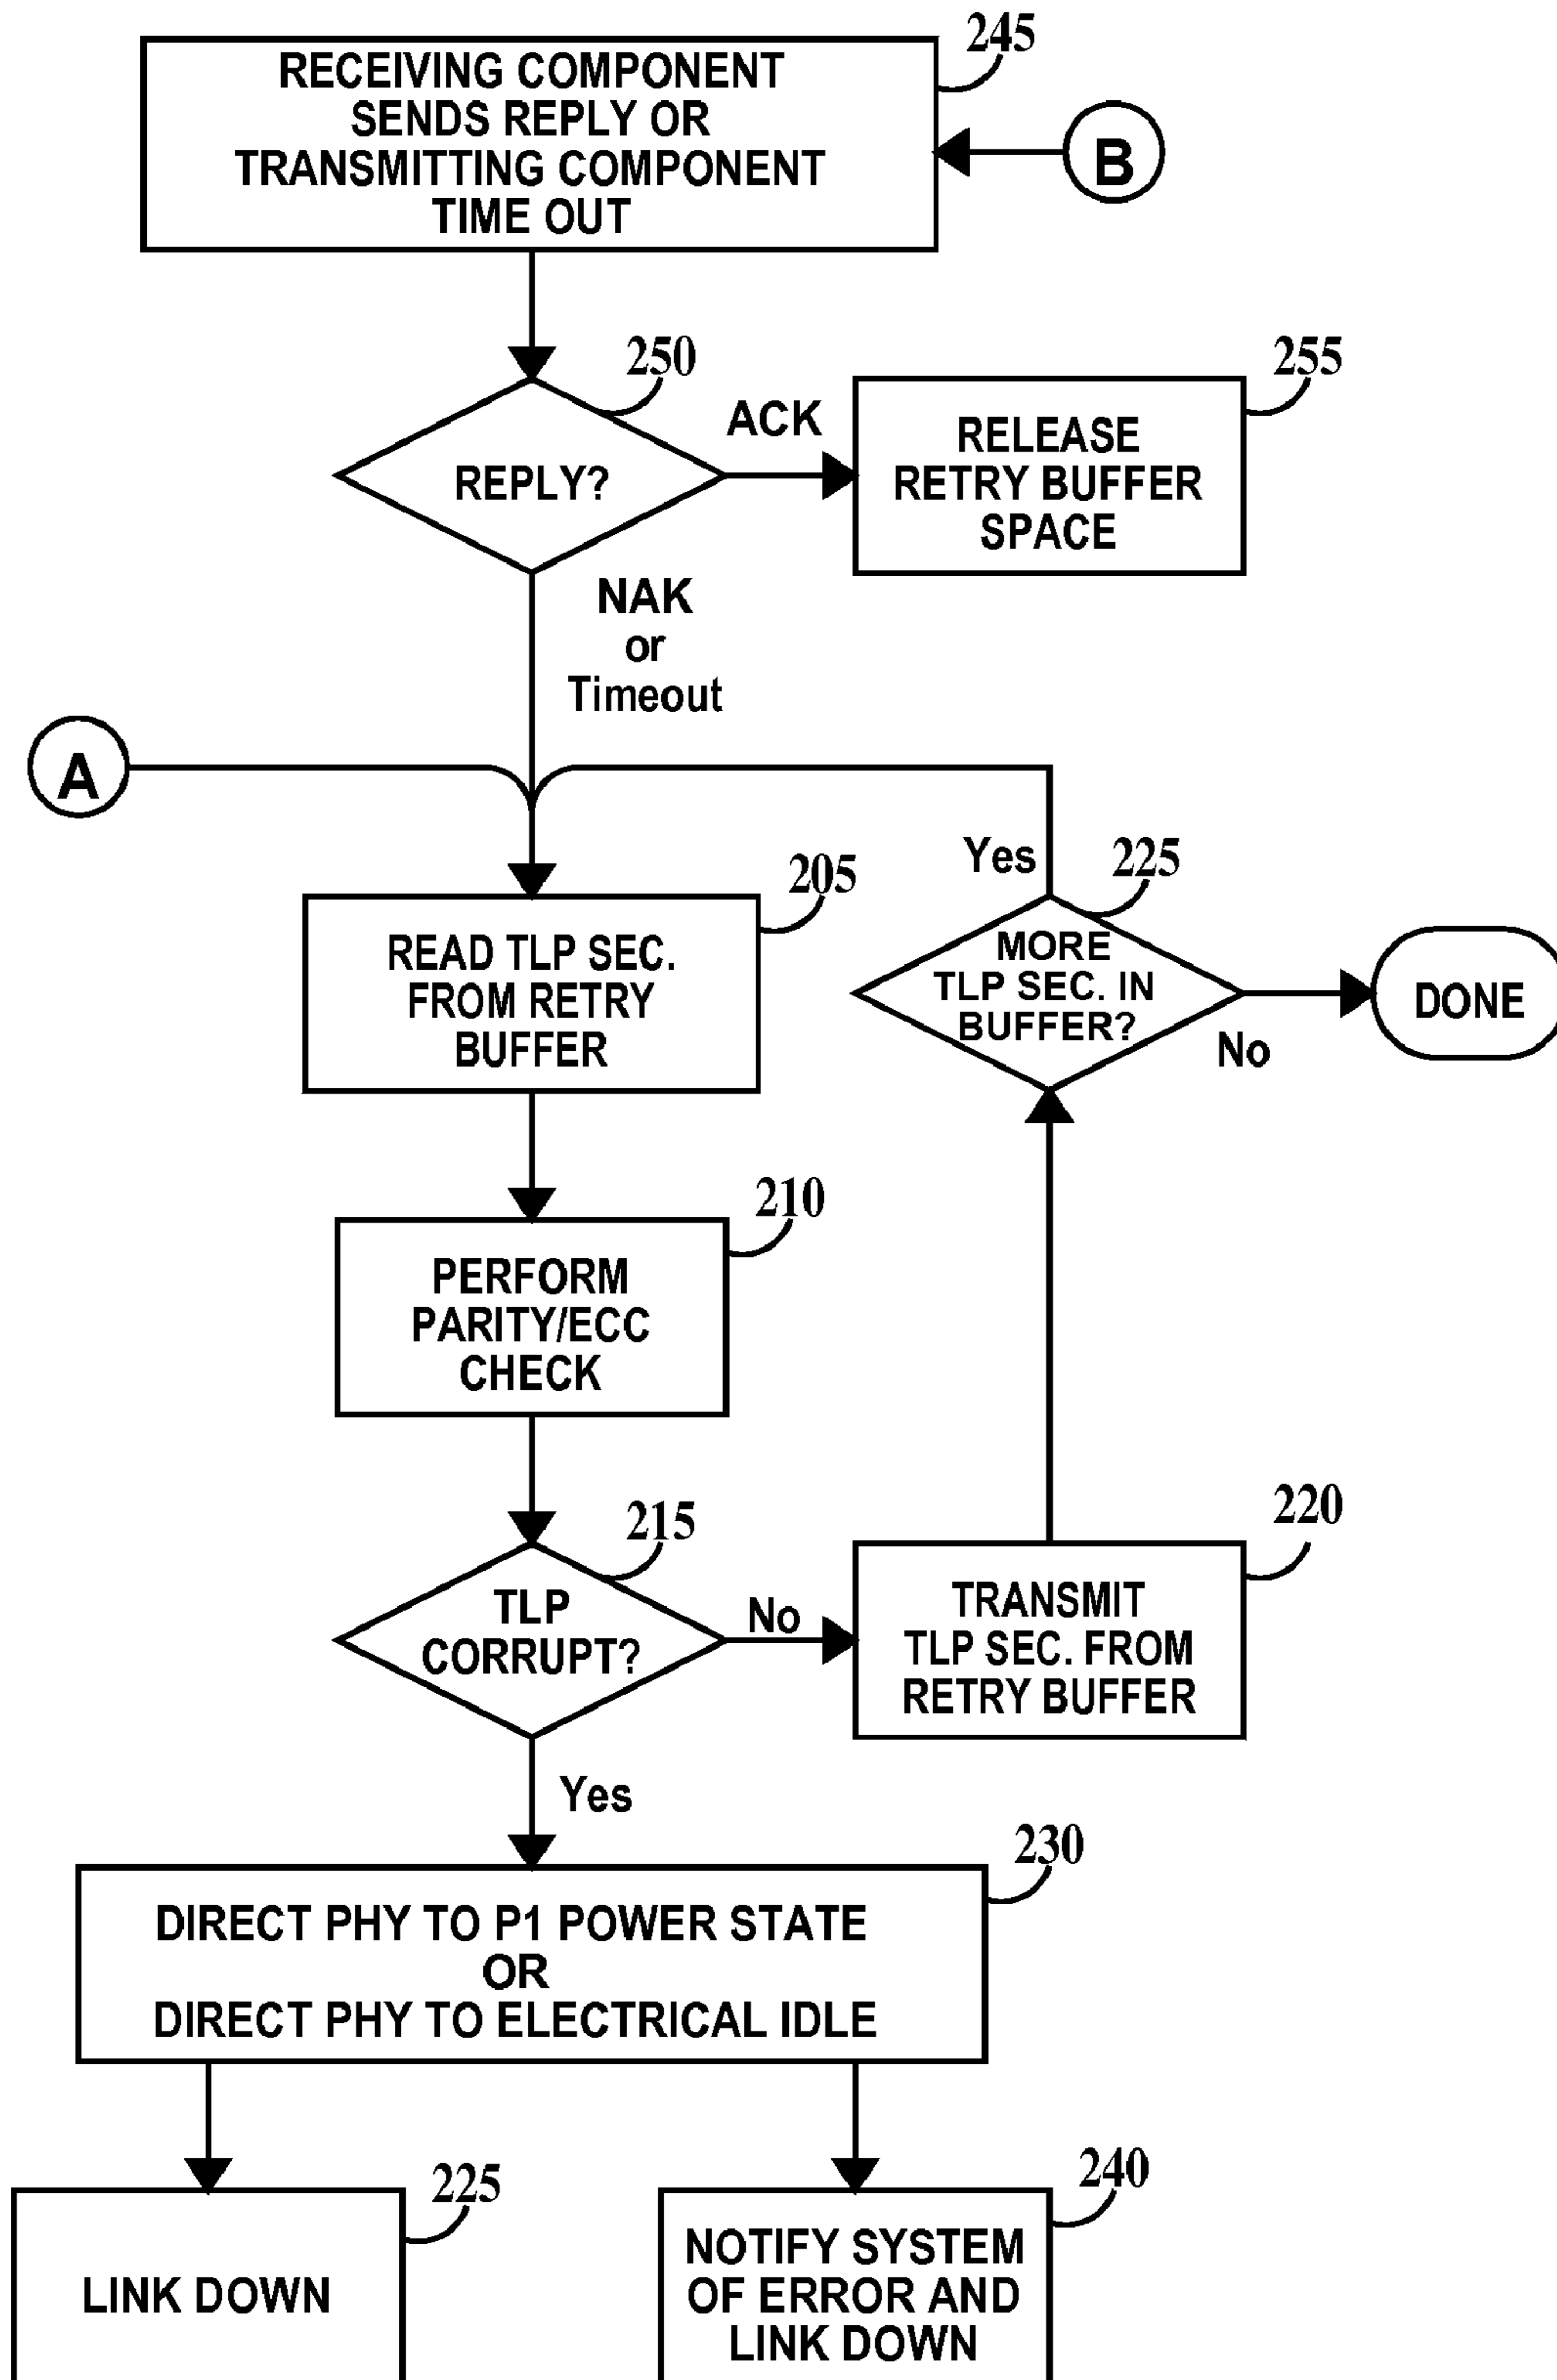 245
RECEIVING COMPONENT
SENDS REPLY OR
TRANSMITTING COMPONENT
TIME OUT
B
250
REPLY?
ACK
255
RELEASE
RETRY BUFFER
SPACE
NAK
or
Timeout
A
205
READ TLP SEC.
FROM RETRY
BUFFER
Yes
225
MORE
TLP SEC. IN
BUFFER?
No
DONE
210
PERFORM
PARITY/ECC
CHECK
215
TLP
CORRUPT?
No
220
TRANSMIT
TLP SEC. FROM
RETRY BUFFER
Yes
230
DIRECT PHY TO P1 POWER STATE
OR
DIRECT PHY TO ELECTRICAL IDLE
225
LINK DOWN
240
NOTIFY SYSTEM
OF ERROR AND
LINK DOWN